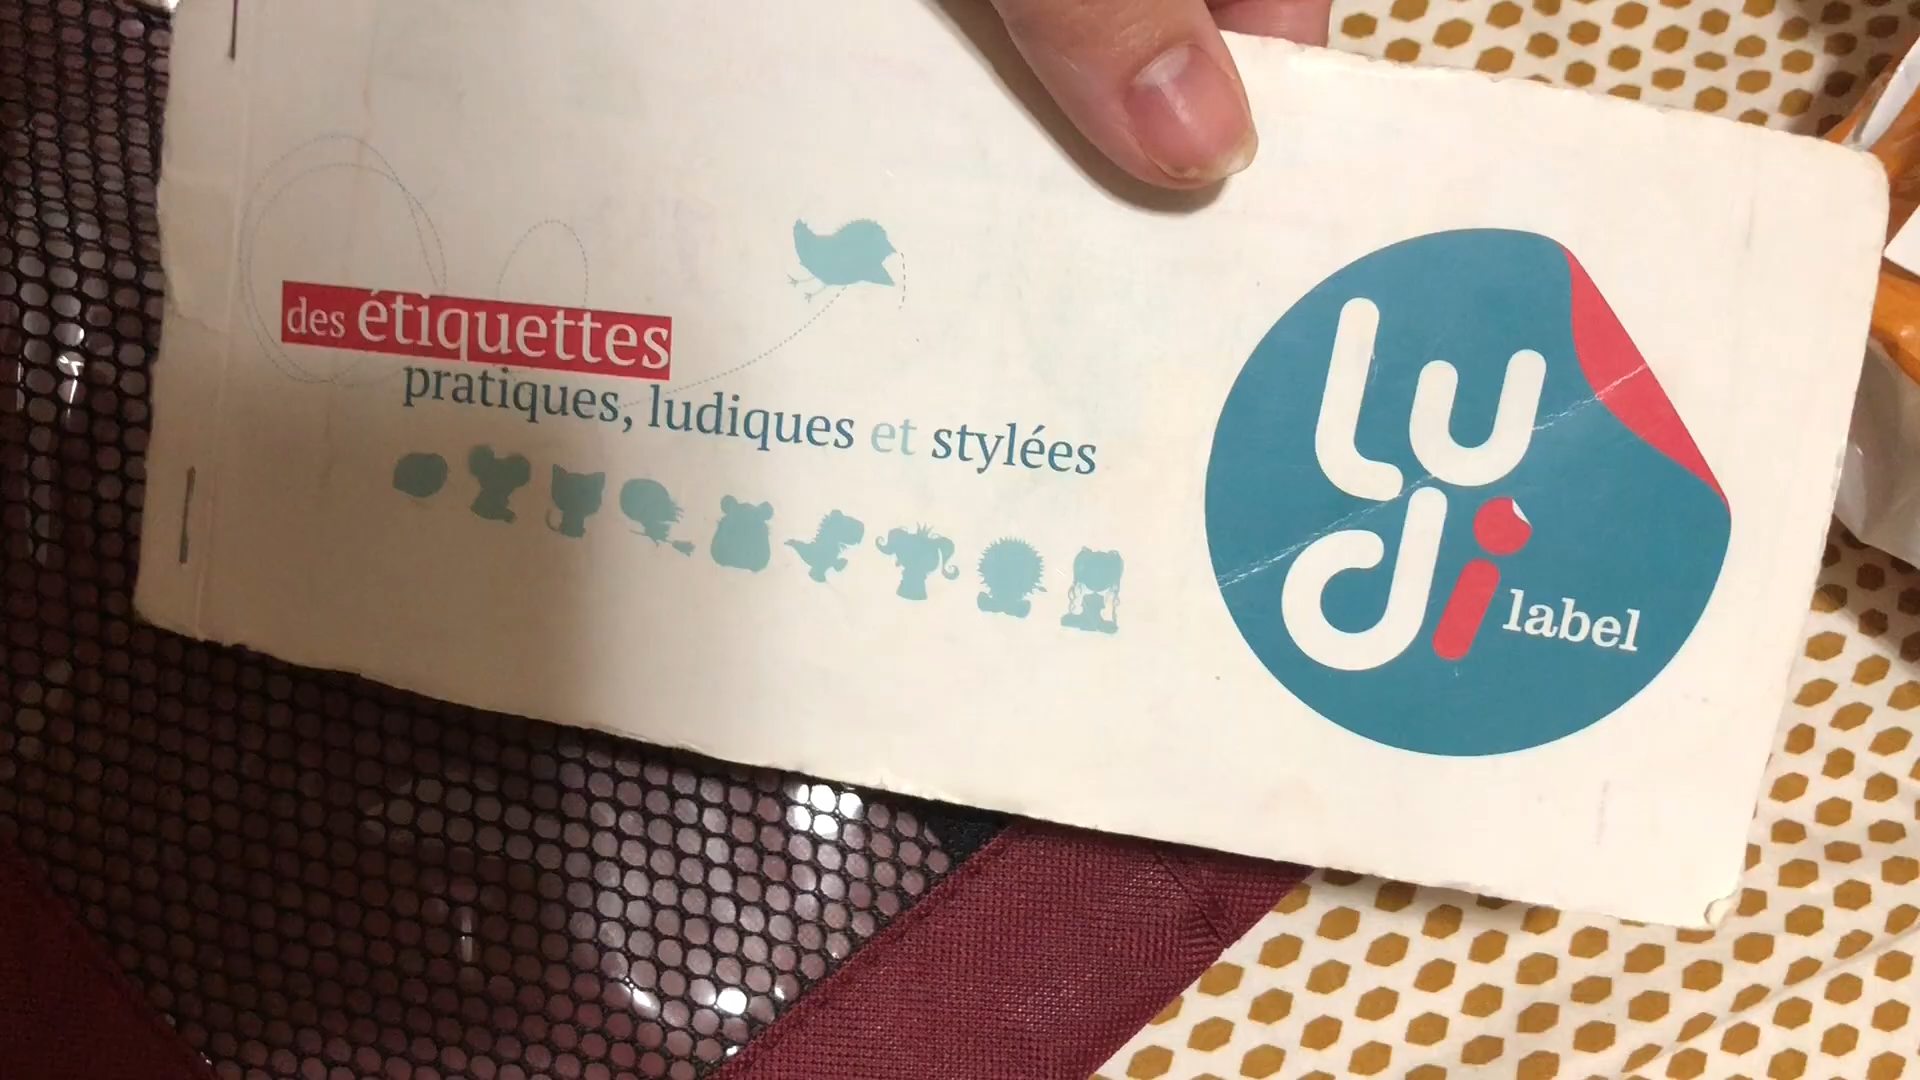 des étiquettes
pratiques, ludiques et stylées
Lu
di
label